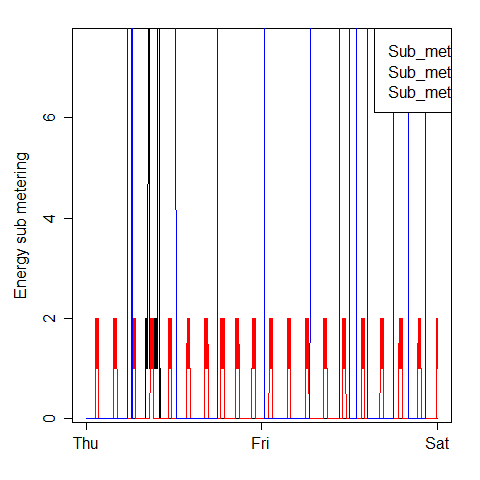 Sub_met
Sub_met
Sub_met
Energy sub metering
6
4
2
0
Thu Fri Sat